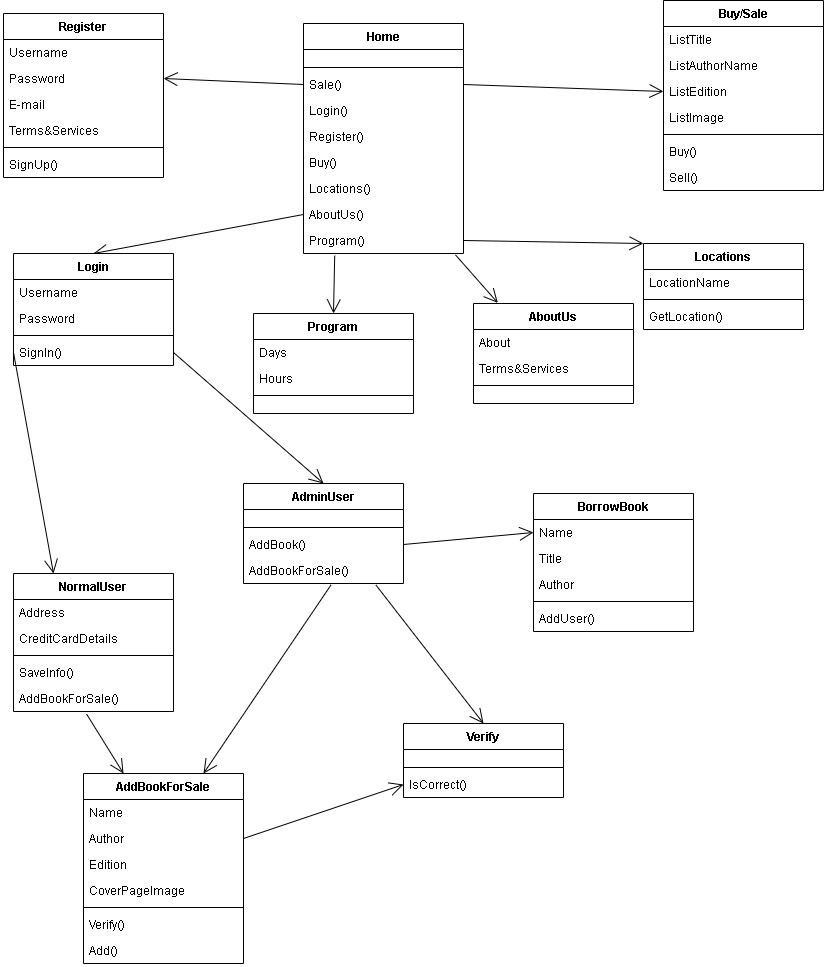 Register
Username
Password
E-mail
Terms&Services
SignUp()
Home
Sale()
Login()
Register()
Buy()
Locations()
AboutUs()
Program()
Buy/Sale
ListTitle
ListAuthorName
ListEdition
ListImage
Buy()
Sell()
Login
Username
Password
SignIn()
Program
Days
Hours
AboutUs
About
Terms&Services
Locations
LocationName
GetLocation()
AdminUser
AddBook()
AddBookForSale()
BorrowBook
Name
Title
Author
AddUser()
NormalUser
Address
CreditCardDetails
SaveInfo()
AddBookForSale()
Verify
IsCorrect()
AddBookForSale
Name
Author
Edition
CoverPageImage
Verify()
Add()